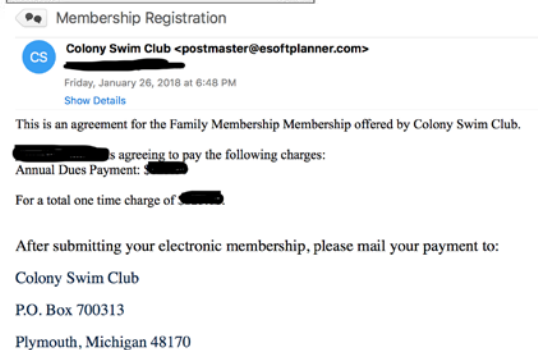 Membership Registration
CS
Colony Swim Club <postmaster@esoftplanner.com>
Friday, January 26, 2018 at 6:48 PM
Show Details
This is an agreement for the Family Membership Membership offered by Colony Swim Club.
s agreeing to pay the following charges:
Annual Dues Payment: $
For a total one time charge of $
After submitting your electronic membership, please mail your payment to:
Colony Swim Club
P.O. Box 700313
Plymouth, Michigan 48170